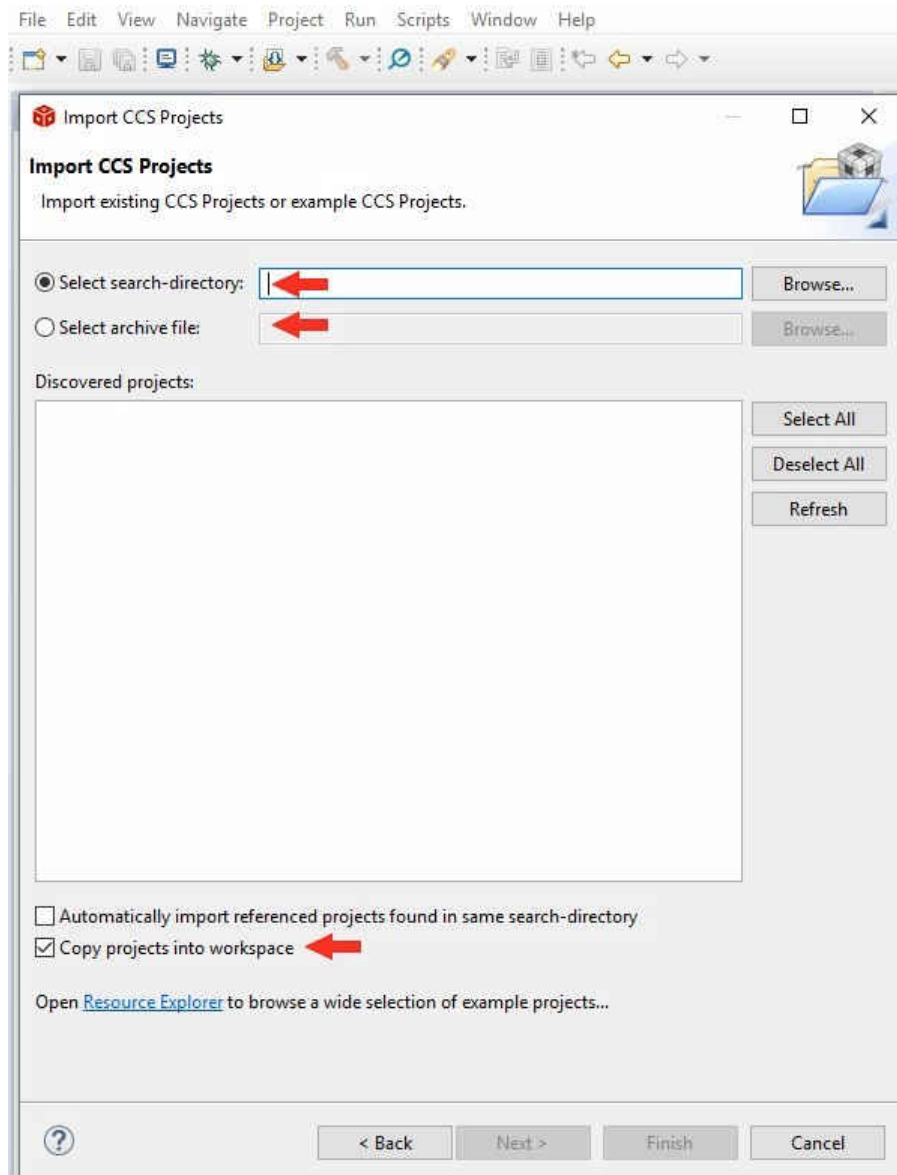 File Edit View Navigate Project Run Scripts Window Help
Import CCS Projects
Import CCS Projects
Import existing CCS Projects or example CCS Projects.
Select search-directory: Browse...
Select archive file: Browse...
Discovered projects:
Select All
Deselect All
Refresh
Automatically import referenced projects found in same search-directory
Copy projects into workspace
Open Resource Explorer to browse a wide selection of example projects...
? < Back Next > Finish Cancel